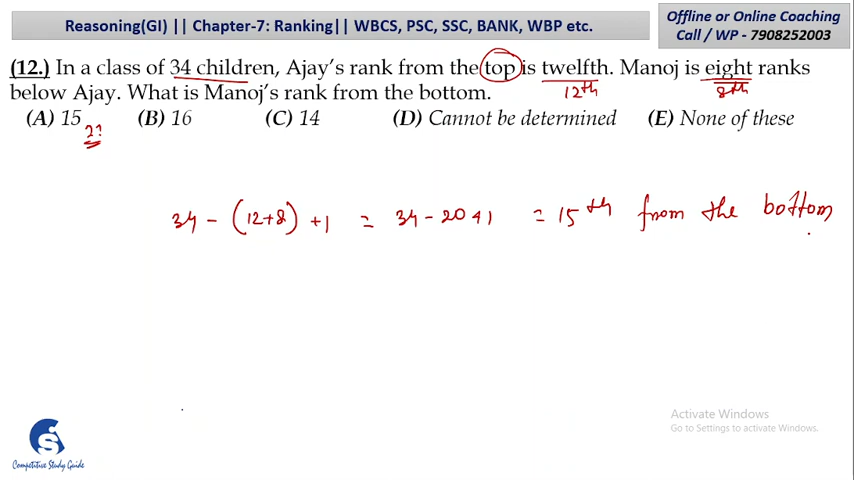 Reasoning(GI) || Chapter-7: Ranking|| WBCS, PSC, SSC, BANK, WBP etc.
Offline or Online Coaching
Call / WP - 7908252003
(12.) In a class of 34 children, Ajay's rank from the top is twelfth. Manoj is eight ranks
12th 8th
below Ajay. What is Manoj's rank from the bottom.
(A) 15 (B) 16 (C) 14 (D) Cannot be determined (E) None of these
??
34 - (12+8) +1 = 34 - 20+1 = 15th from the bottom
Activate Windows
Go to Settings to activate Windows.
CS
Competitive Study Guide